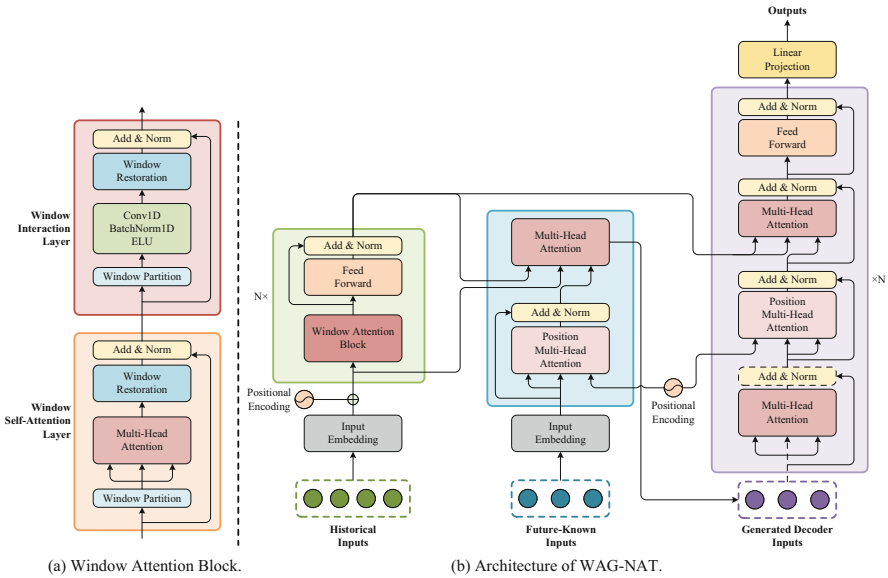 Outputs
Linear
Projection
Add & Norm
Feed
Forward
Add & Norm
Multi-Head
Attention
Add & Norm
Position
Multi-Head
Attention
Add & Norm
Multi-Head
Attention
×N
Generated Decoder
Inputs
Add & Norm
Window
Restoration
Conv1D
BatchNorm1D
ELU
Window Partition
Window
Interaction
Layer
Add & Norm
Window
Restoration
Multi-Head
Attention
Window Partition
Window
Self-Attention
Layer
Add & Norm
Feed
Forward
Window Attention
Block
N×
Positional
Encoding
Input
Embedding
Historical
Inputs
Multi-Head
Attention
Add & Norm
Position
Multi-Head
Attention
Positional
Encoding
Input
Embedding
Future-Known
Inputs
(a) Window Attention Block.
(b) Architecture of WAG-NAT.